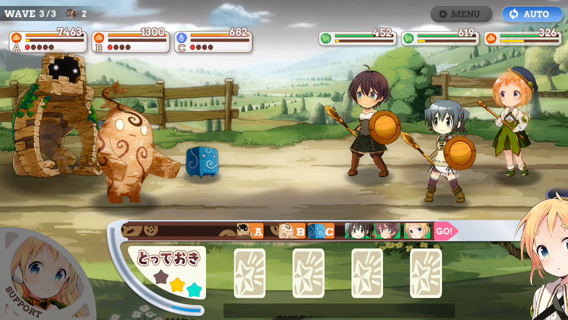 WAVE 3/3 2
MENU
AUTO
7463
1300
682
452
619
326
A
B
C
A B C GO!
とっておき
SUPPORT